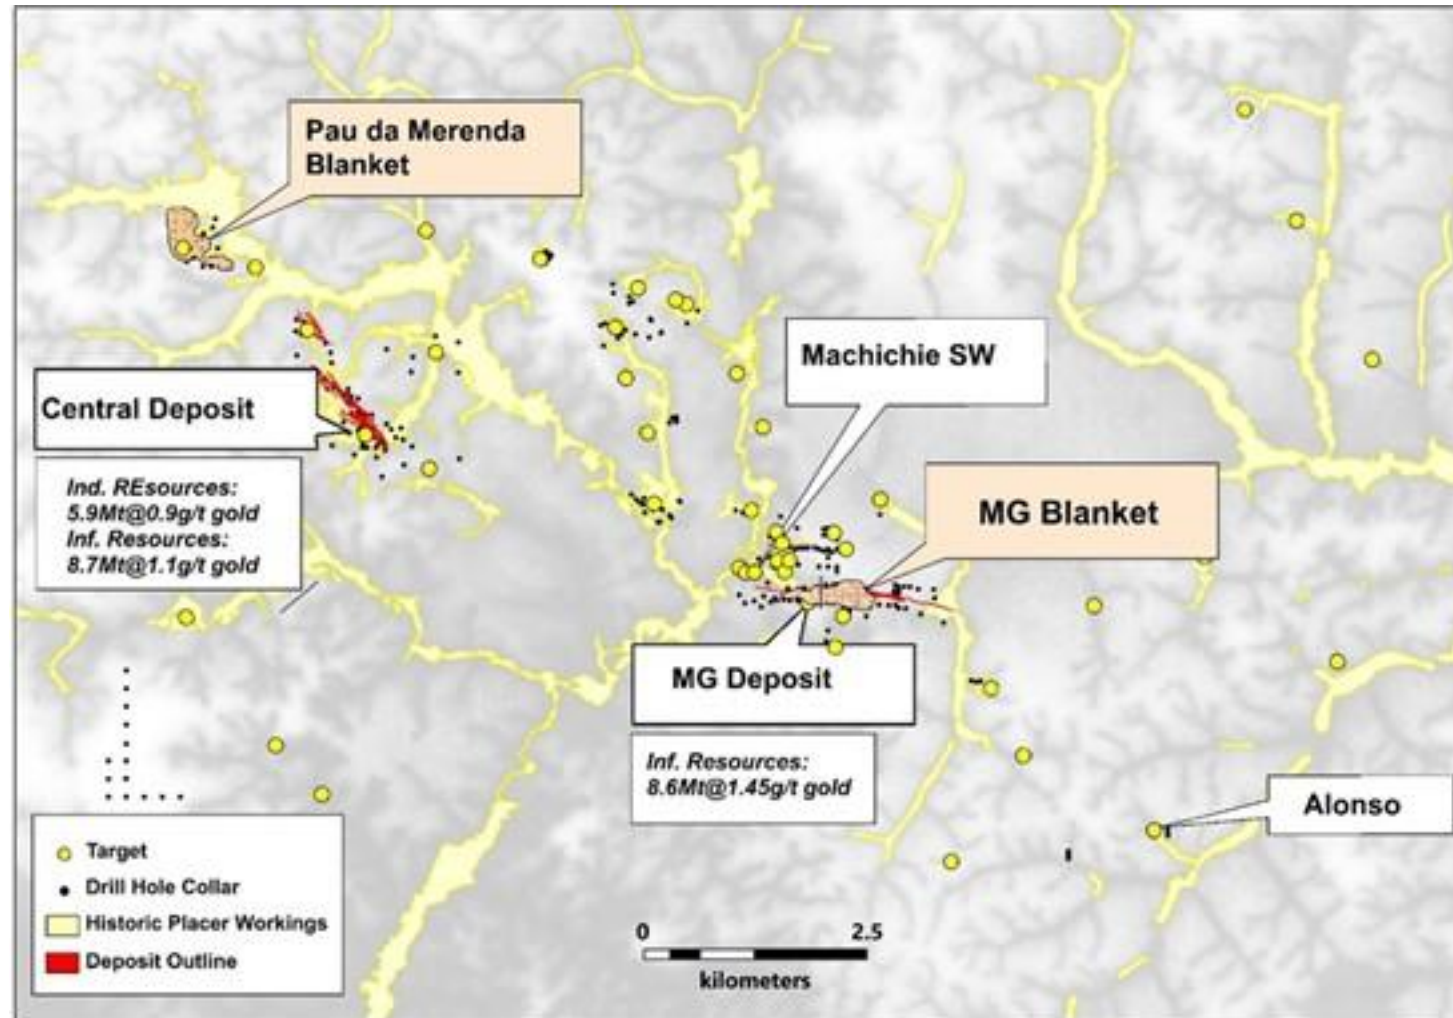 Pau da Merenda
Blanket
Machichie SW
Central Deposit
Ind. REsources:
5.9Mt@0.9g/t gold
Inf. Resources:
8.7Mt@1.1g/t gold
MG Blanket
MG Deposit
Inf. Resources:
8.6Mt@1.45g/t gold
Alonso
Target
Drill Hole Collar
Historic Placer Workings
Deposit Outline
0 2.5
kilometers